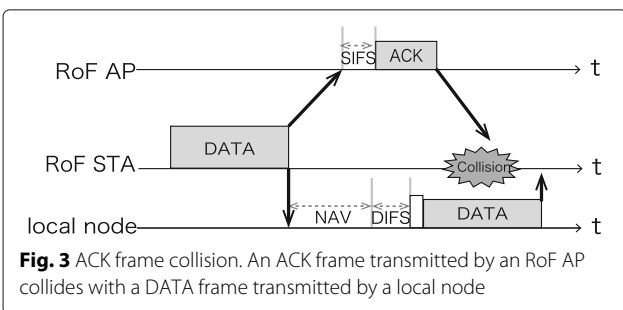 SIFS ACK
RoF AP t
DATA
RoF STA Collision t
NAV DIFS DATA
local node t
Fig. 3 ACK frame collision. An ACK frame transmitted by an RoF AP
collides with a DATA frame transmitted by a local node